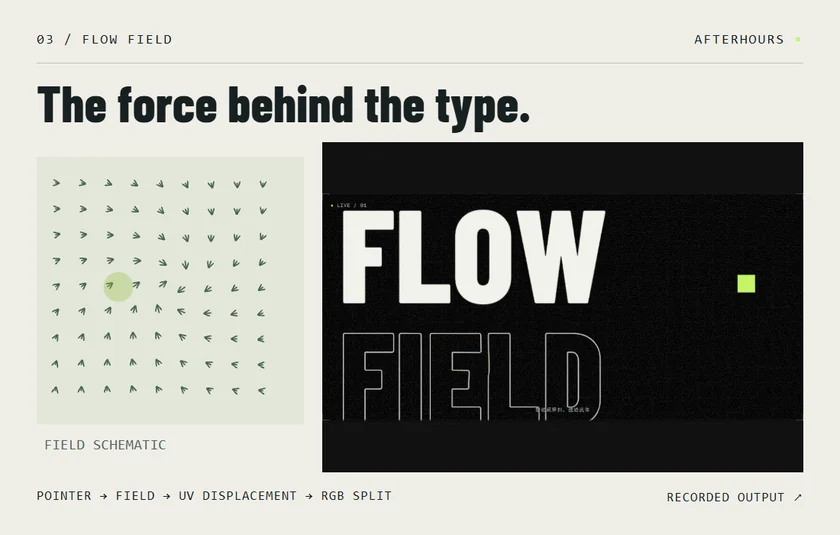 03 / FLOW FIELD
AFTERHOURS
The force behind the type.
LIVE / 01
FLOW
FIELD
FIELD SCHEMATIC
POINTER → FIELD → UV DISPLACEMENT → RGB SPLIT
RECORDED OUTPUT ↗